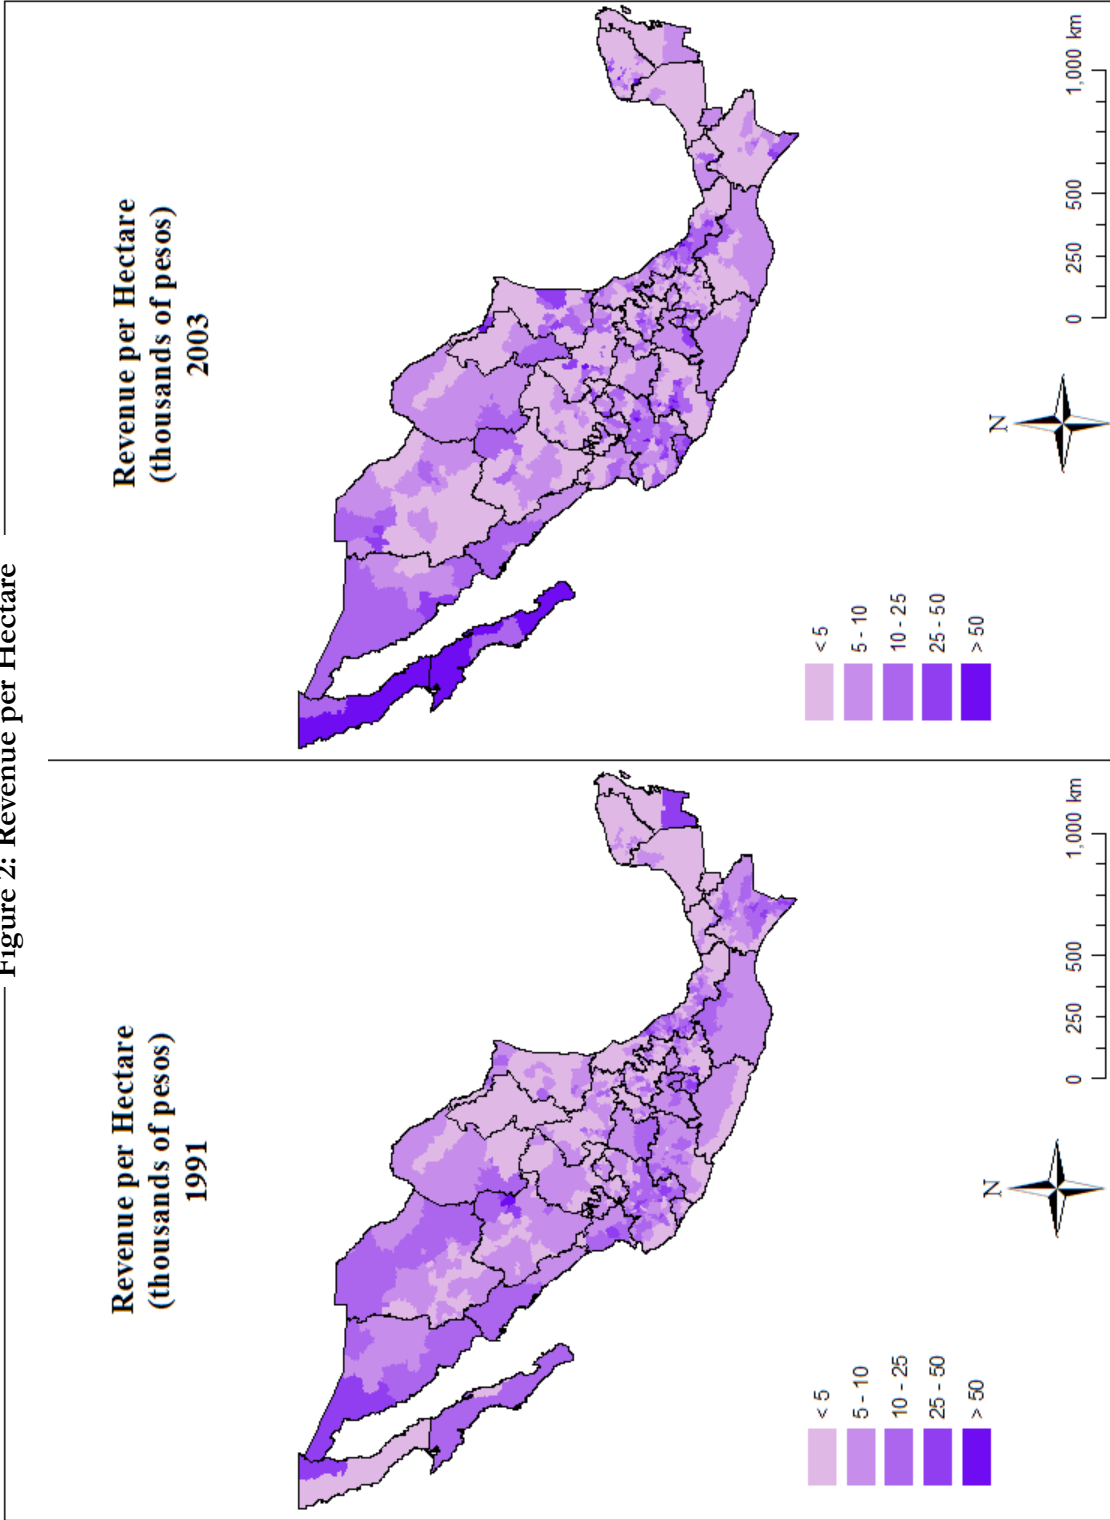 Figure 2: Revenue per Hectare
Revenue per Hectare
(thousands of pesos)
1991
< 5
5 - 10
10 - 25
25 - 50
> 50
N
0 250 500 1,000 km
Revenue per Hectare
(thousands of pesos)
2003
< 5
5 - 10
10 - 25
25 - 50
> 50
N
0 250 500 1,000 km